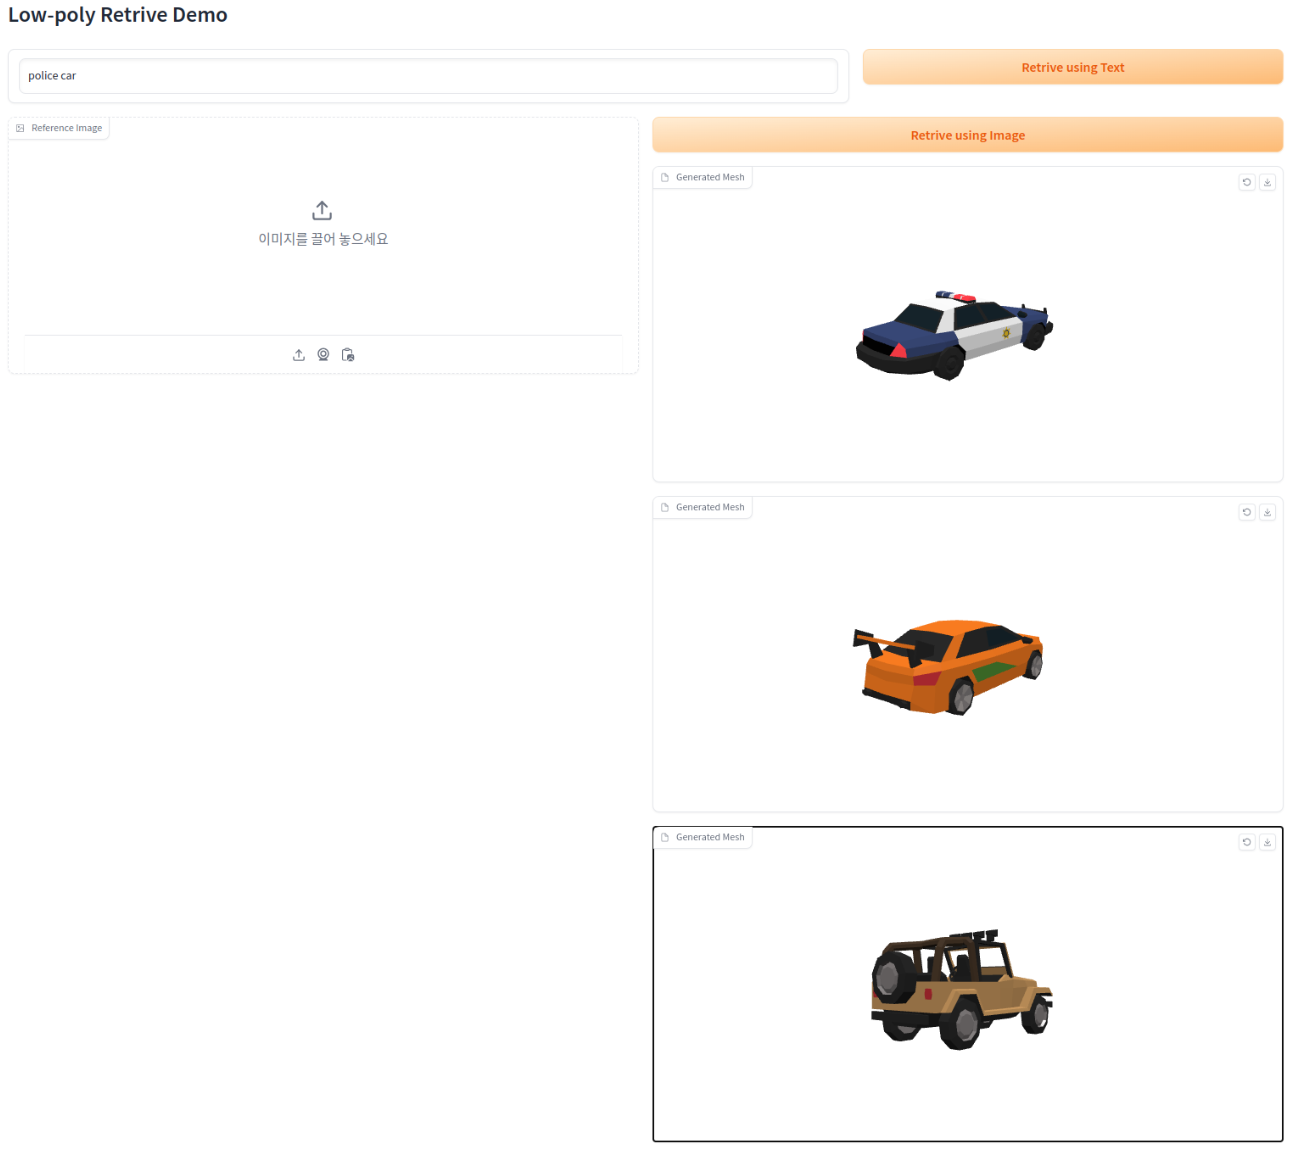 Low-poly Retrive Demo
police car
Retrive using Text
Reference Image
이미지를 끌어 놓으세요
Retrive using Image
Generated Mesh
Generated Mesh
Generated Mesh